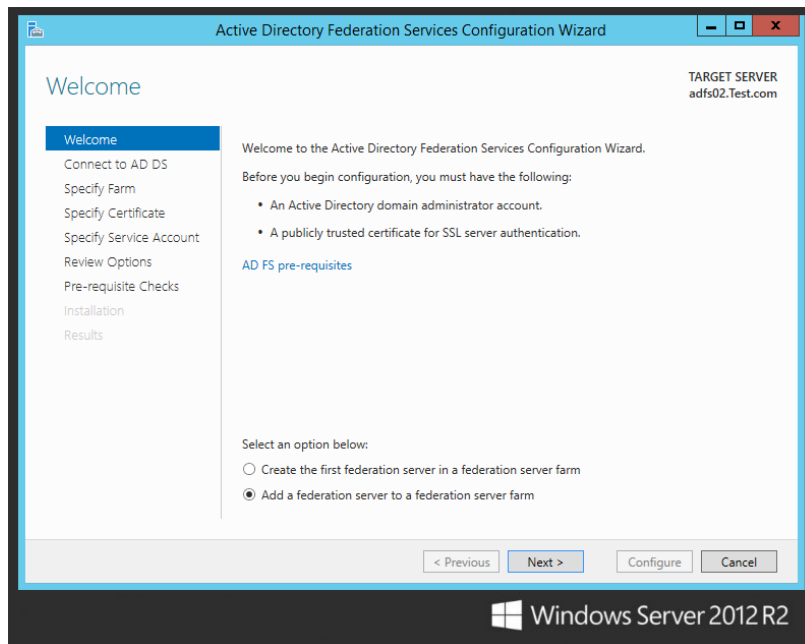 Active Directory Federation Services Configuration Wizard
Welcome
TARGET SERVER
adfs02.Test.com
Welcome
Connect to AD DS
Specify Farm
Specify Certificate
Specify Service Account
Review Options
Pre-requisite Checks
Installation
Results
Welcome to the Active Directory Federation Services Configuration Wizard.
Before you begin configuration, you must have the following:
• An Active Directory domain administrator account.
• A publicly trusted certificate for SSL server authentication.
AD FS pre-requisites
Select an option below:
Create the first federation server in a federation server farm
Add a federation server to a federation server farm
< Previous
Next >
Configure
Cancel
Windows Server 2012 R2